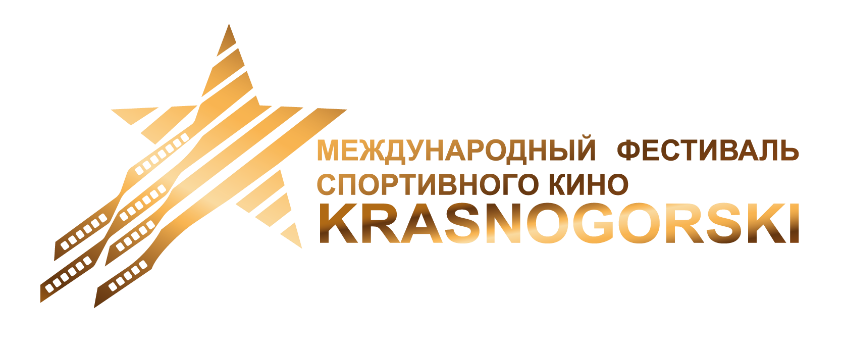 МЕЖДУНАРОДНЫЙ ФЕСТИВАЛЬ
СПОРТИВНОГО КИНО
KRASNOGORSKI